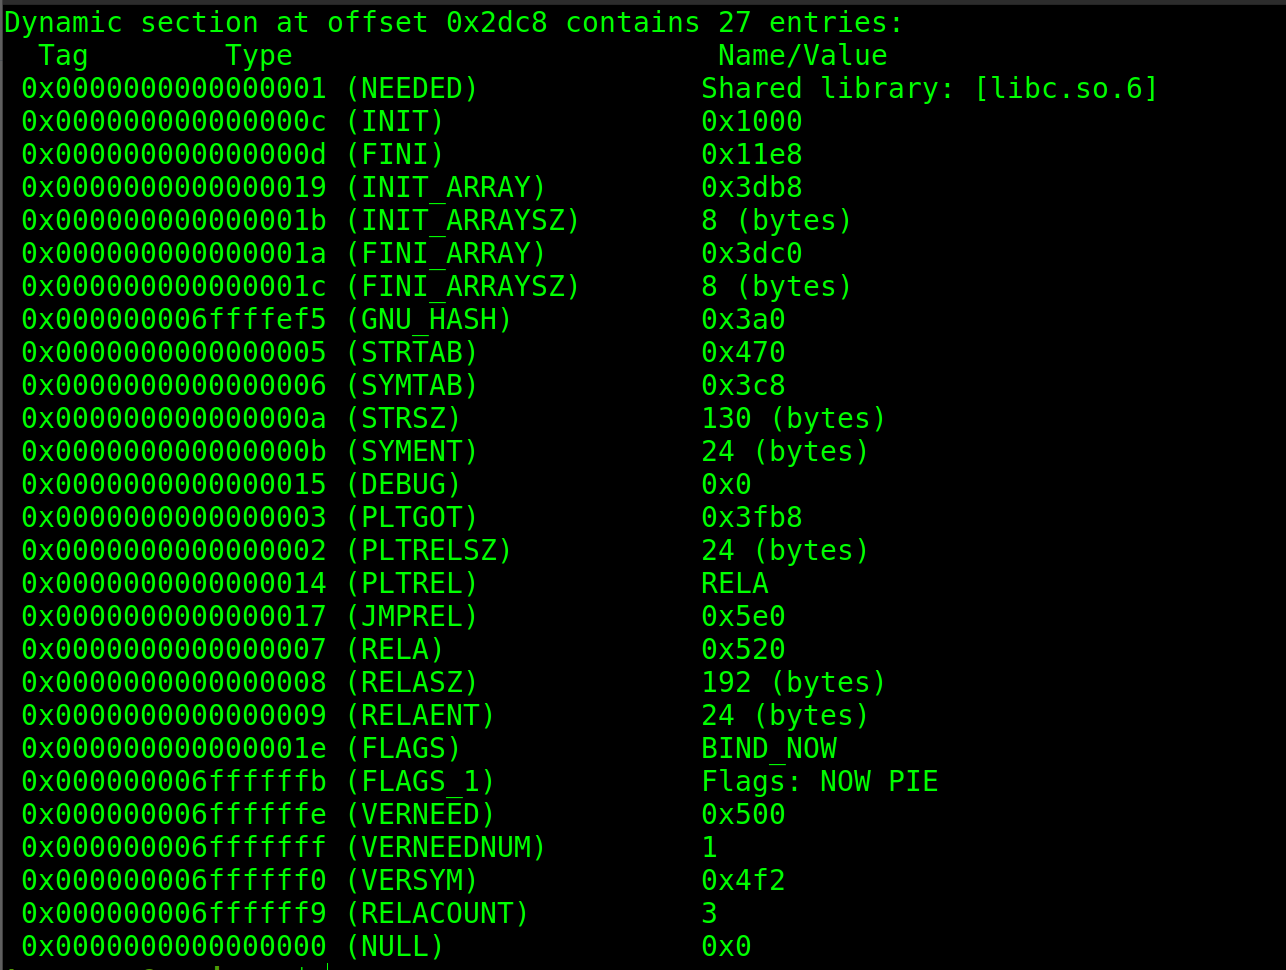 Dynamic section at offset 0x2dc8 contains 27 entries:
  Tag        Type                         Name/Value
 0x0000000000000001 (NEEDED)             Shared library: [libc.so.6]
 0x000000000000000c (INIT)               0x1000
 0x000000000000000d (FINI)               0x11e8
 0x0000000000000019 (INIT_ARRAY)         0x3db8
 0x000000000000001b (INIT_ARRAYSZ)       8 (bytes)
 0x000000000000001a (FINI_ARRAY)         0x3dc0
 0x000000000000001c (FINI_ARRAYSZ)       8 (bytes)
 0x000000006ffffef5 (GNU_HASH)           0x3a0
 0x0000000000000005 (STRTAB)             0x470
 0x0000000000000006 (SYMTAB)             0x3c8
 0x000000000000000a (STRSZ)              130 (bytes)
 0x000000000000000b (SYMENT)             24 (bytes)
 0x0000000000000015 (DEBUG)              0x0
 0x0000000000000003 (PLTGOT)             0x3fb8
 0x0000000000000002 (PLTRELSZ)           24 (bytes)
 0x0000000000000014 (PLTREL)             RELA
 0x0000000000000017 (JMPREL)             0x5e0
 0x0000000000000007 (RELA)               0x520
 0x0000000000000008 (RELASZ)             192 (bytes)
 0x0000000000000009 (RELAENT)            24 (bytes)
 0x000000000000001e (FLAGS)              BIND_NOW
 0x000000006ffffffb (FLAGS_1)            Flags: NOW PIE
 0x000000006ffffffe (VERNEED)            0x500
 0x000000006fffffff (VERNEEDNUM)         1
 0x000000006ffffff0 (VERSYM)             0x4f2
 0x000000006ffffff9 (RELACOUNT)          3
 0x0000000000000000 (NULL)               0x0